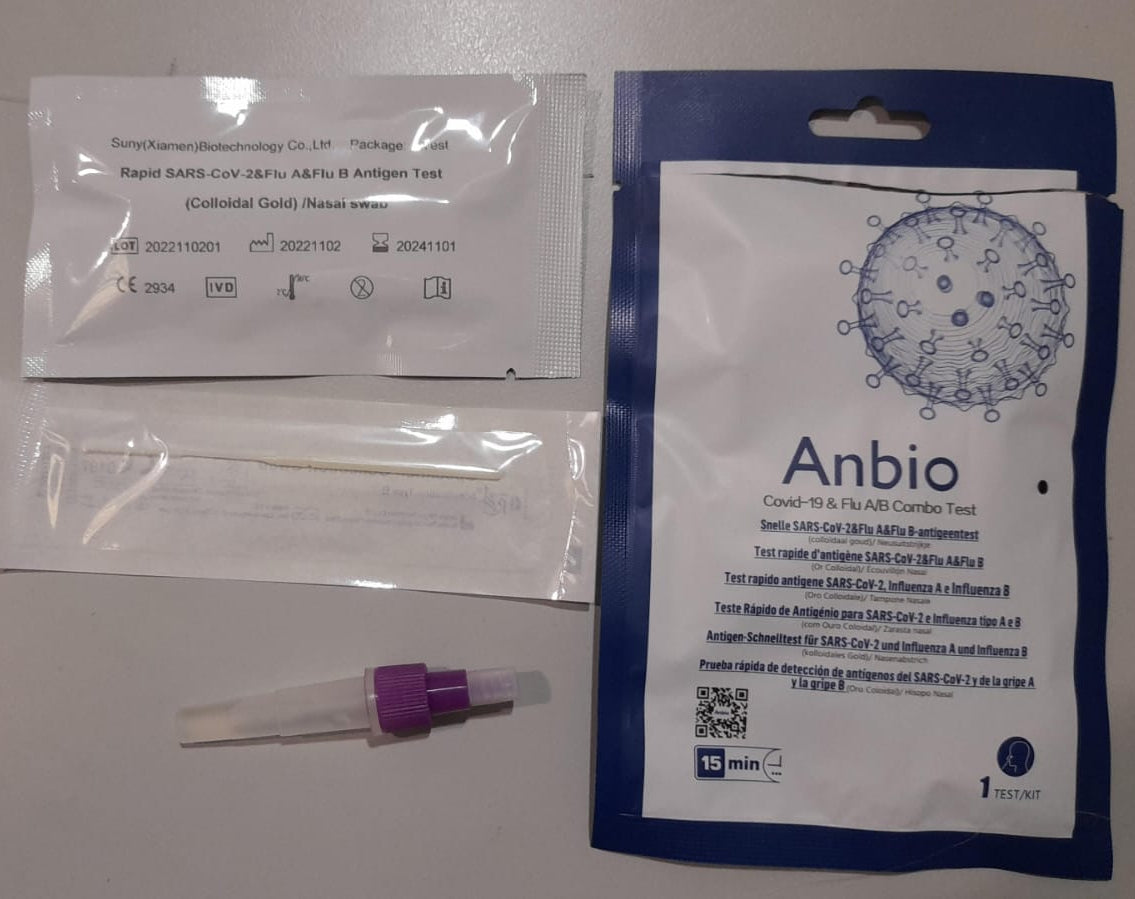 Suny(Xiamen)Biotechnology Co.,Ltd. Package
Rapid SARS-CoV-2&Flu A&Flu B Antigen Test
(Colloidal Gold) /Nasal swab
LOT 2022110201 20221102 20241101
CE 2934 IVD 2°C 30°C
Anbio
Covid-19 & Flu A/B Combo Test
Snelle SARS-CoV-2&Flu A&Flu B-antigeentest
(colloïdaal goud)/ Neusuitstrijkje
Test rapide d'antigène SARS-CoV-2&Flu A&Flu B
(Or Colloïdal)/ Écouvillon Nasal
Test rapido antigene SARS-CoV-2, Influenza A e Influenza B
(Oro Colloidale)/ Tampone Nasale
Teste Rápido de Antigénio para SARS-CoV-2 e Influenza tipo A e B
(com Ouro Coloidal)/ Zarasta nasal
Antigen-Schnelltest für SARS-CoV-2 und Influenza A und Influenza B
(kolloidales Gold)/ Nasenabstrich
Prueba rápida de detección de antígenos del SARS-CoV-2 y de la gripe A
y la gripe B (Oro Coloidal)/ Hisopo Nasal
15 min
1 TEST/KIT